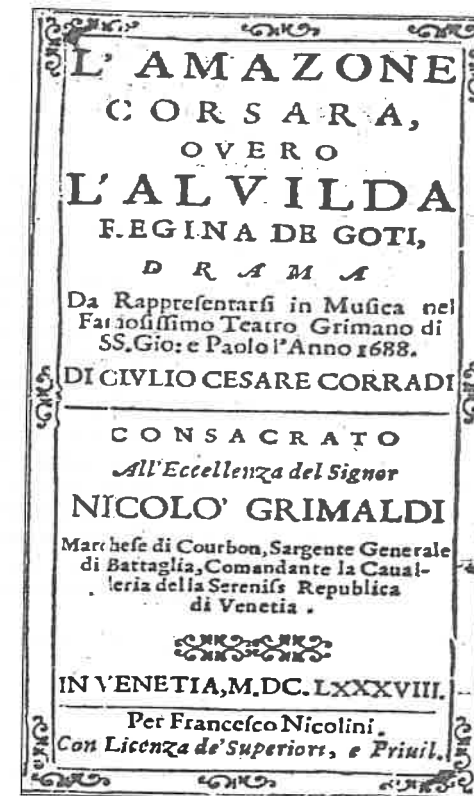 L'AMAZONE
CORSARA,
OVERO
L'ALVILDA
REGINA DE GOTI,
DRAMA
Da Rappreſentarſi in Muſica nel
Famoſiſſimo Teatro Grimano di
SS.Gio: e Paolo l'Anno 1688.
DI GIVLIO CESARE CORRADI
CONSACRATO
All'Eccellenza del Signor
NICOLO' GRIMALDI
Marcheſe di Courbon, Sargente Generale
di Battaglia, Comandante la Caual-
leria della Sereniſs Republica
di Venetia.
IN VENETIA, M.DC. LXXXVIII.
Per Franceſco Nicolini.
Con Licenza de' Superiori, e Priuil.